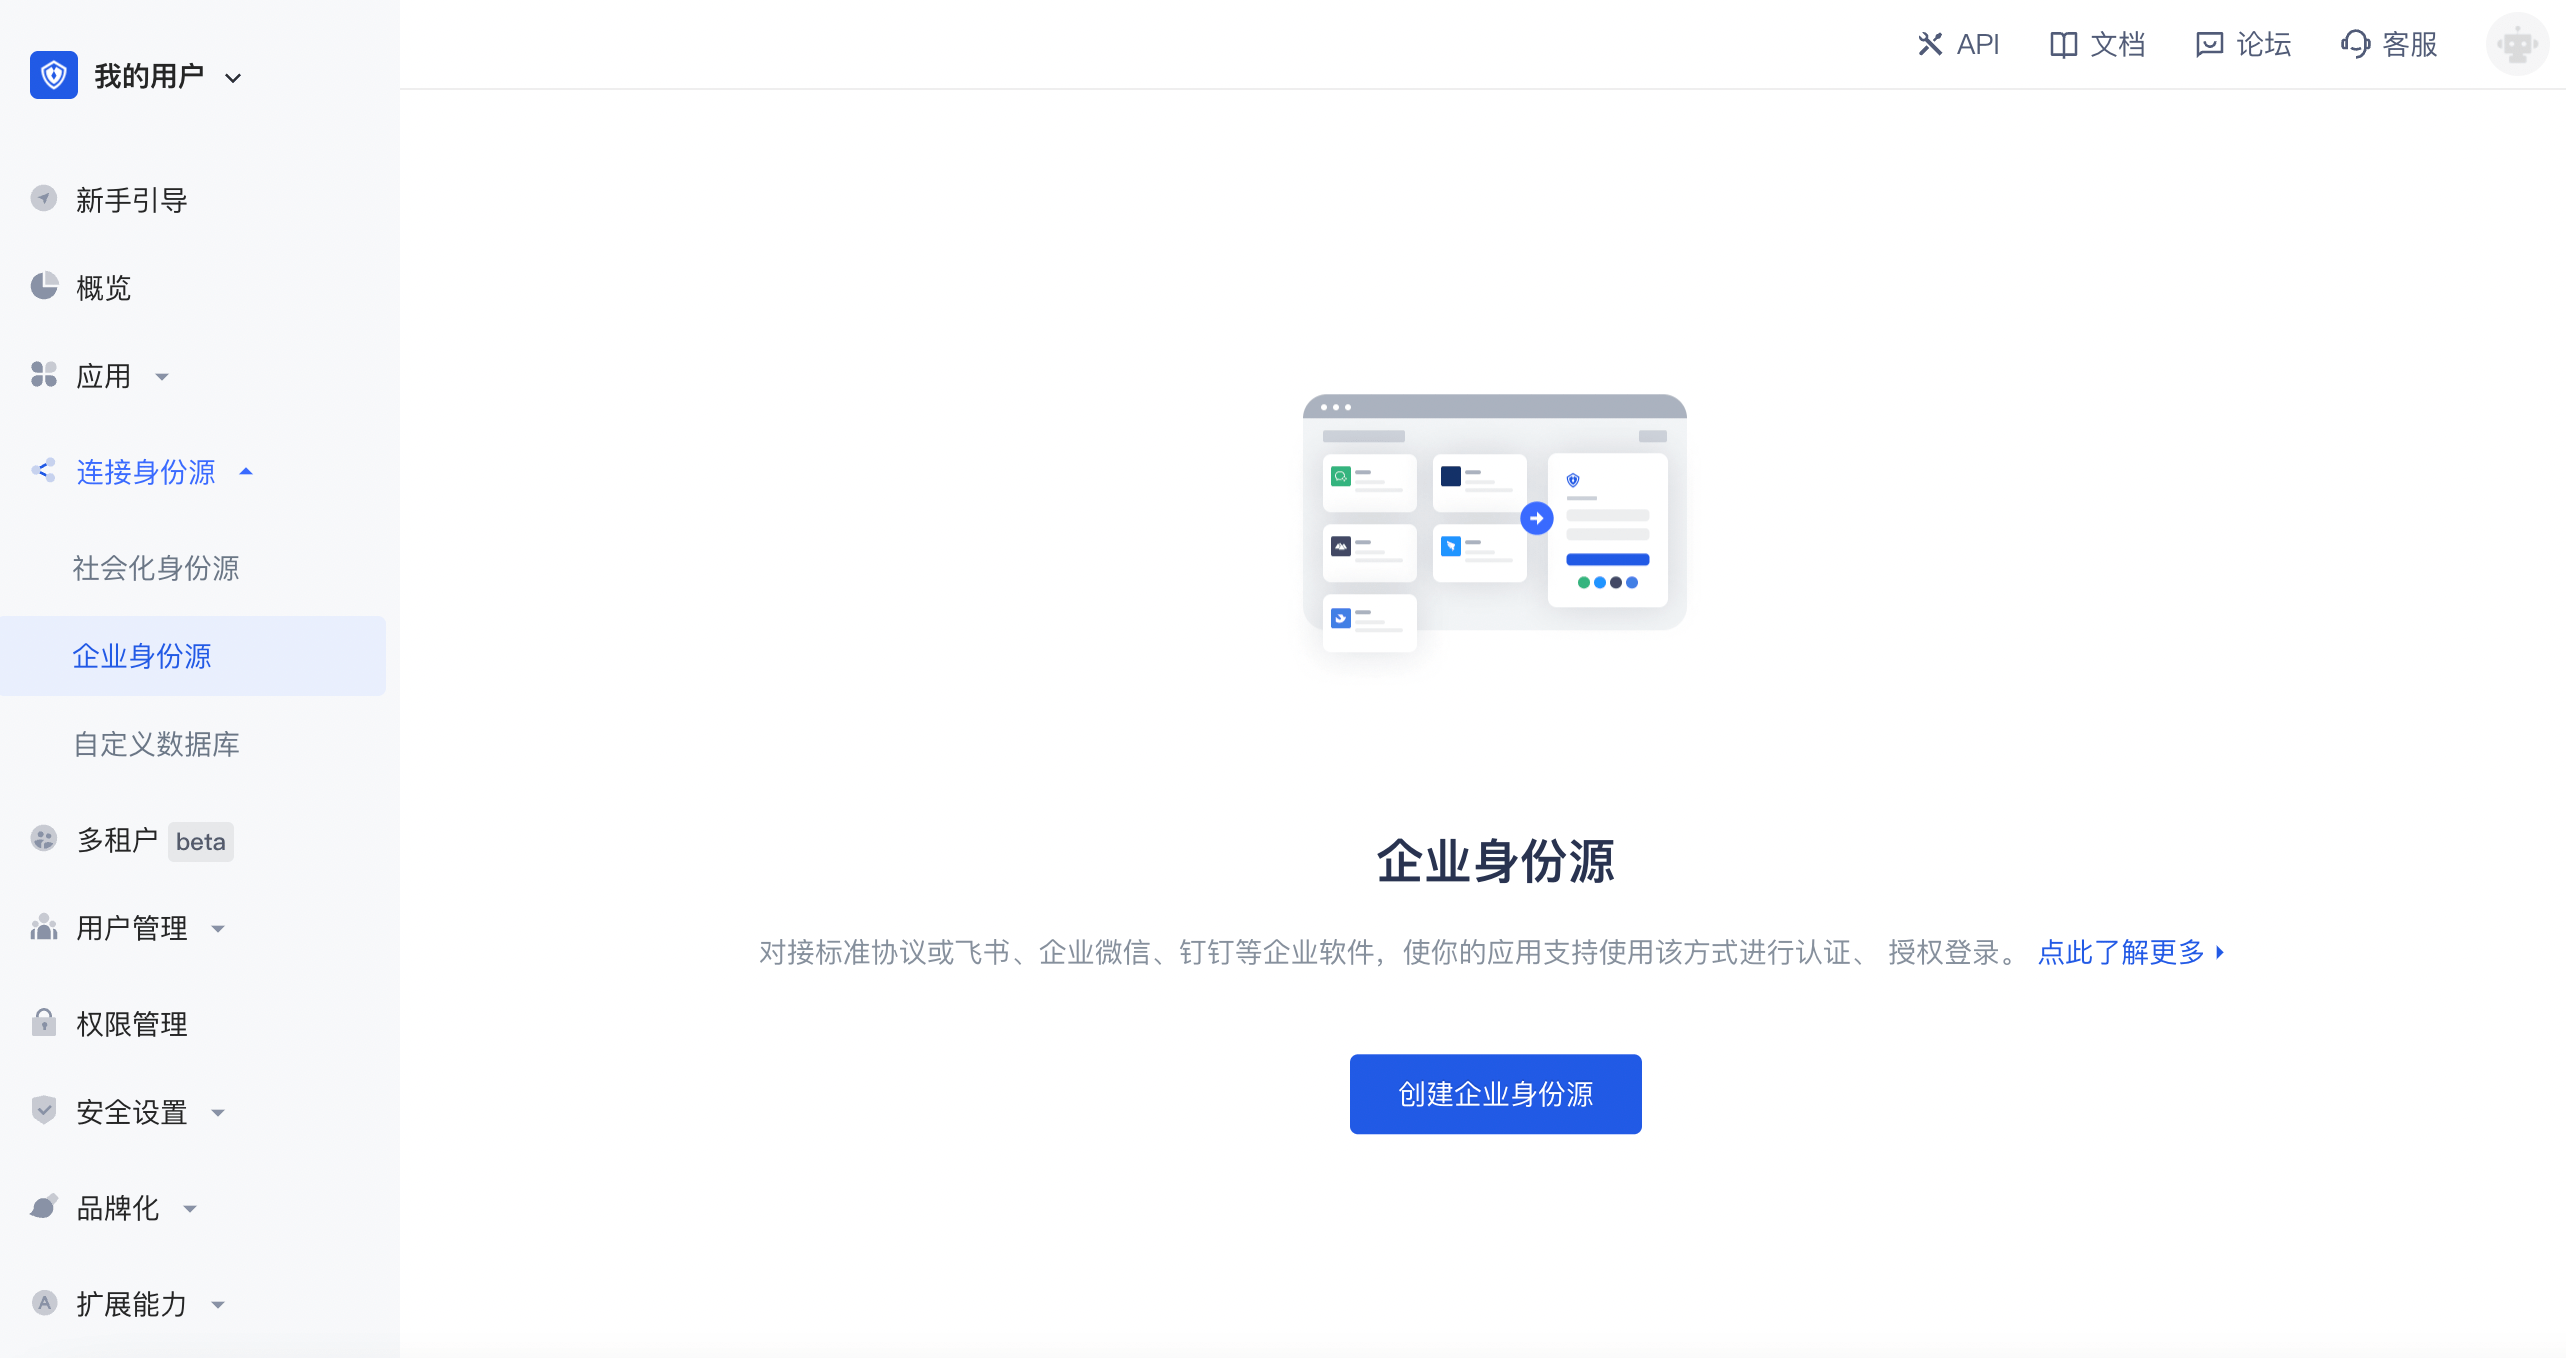 我的用户
API
文档
论坛
客服
新手引导
概览
应用
连接身份源
社会化身份源
企业身份源
自定义数据库
多租户 beta
用户管理
权限管理
安全设置
品牌化
扩展能力
企业身份源
对接标准协议或飞书、企业微信、钉钉等企业软件，使你的应用支持使用该方式进行认证、 授权登录。 点此了解更多
创建企业身份源